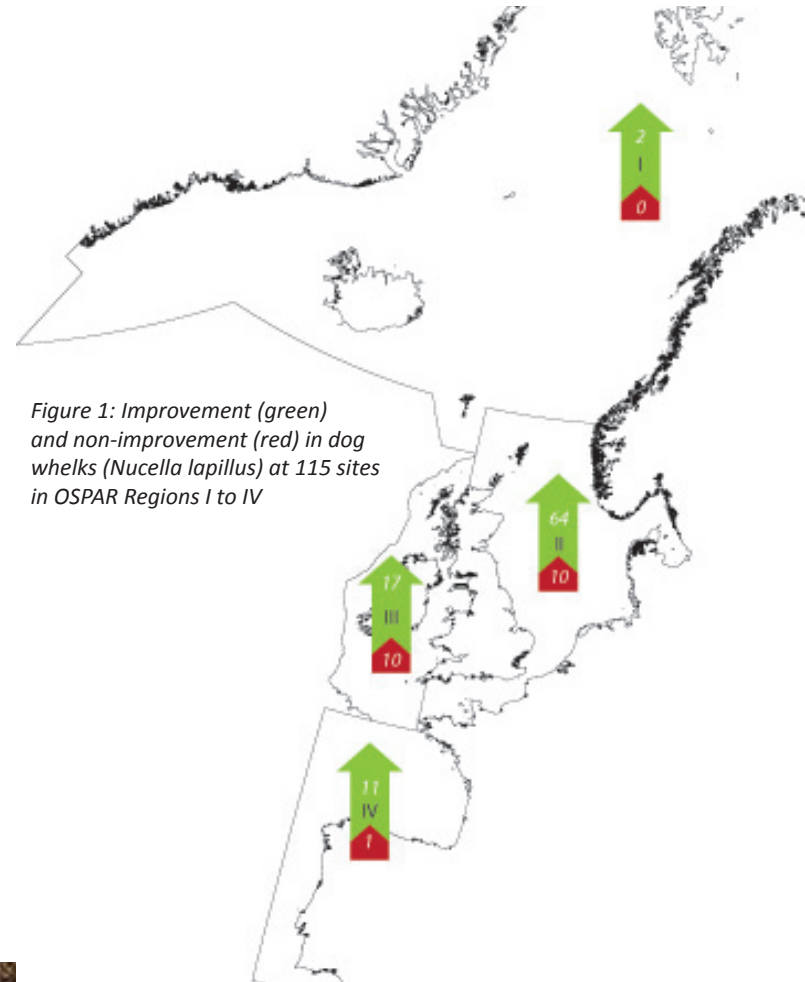 2
I
0
Figure 1: Improvement (green)
and non-improvement (red) in dog
whelks (Nucella lapillus) at 115 sites
in OSPAR Regions I to IV
64
II
10
17
III
10
11
IV
1